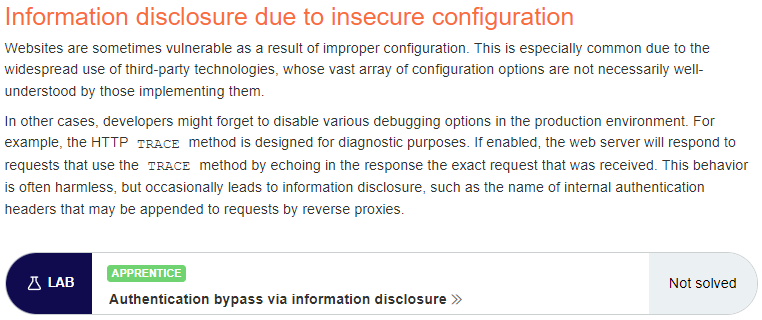 Information disclosure due to insecure configuration
Websites are sometimes vulnerable as a result of improper configuration. This is especially common due to the
widespread use of third-party technologies, whose vast array of configuration options are not necessarily well-
understood by those implementing them.
In other cases, developers might forget to disable various debugging options in the production environment. For
example, the HTTP TRACE method is designed for diagnostic purposes. If enabled, the web server will respond to
requests that use the TRACE method by echoing in the response the exact request that was received. This behavior
is often harmless, but occasionally leads to information disclosure, such as the name of internal authentication
headers that may be appended to requests by reverse proxies.
LAB
APPRENTICE
Authentication bypass via information disclosure »
Not solved